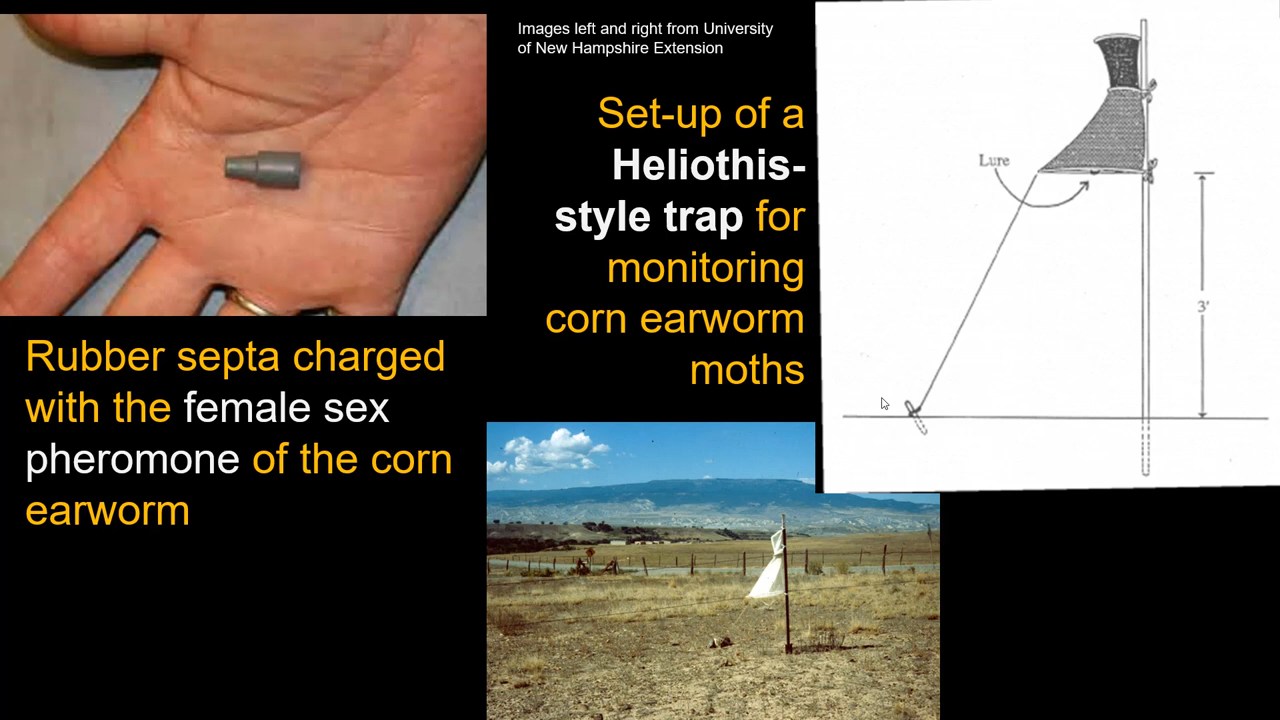 Images left and right from University
of New Hampshire Extension
Set-up of a
Heliothis-
style trap for
monitoring
corn earworm
moths
Rubber septa charged
with the female sex
pheromone of the corn
earworm
Lure
3'